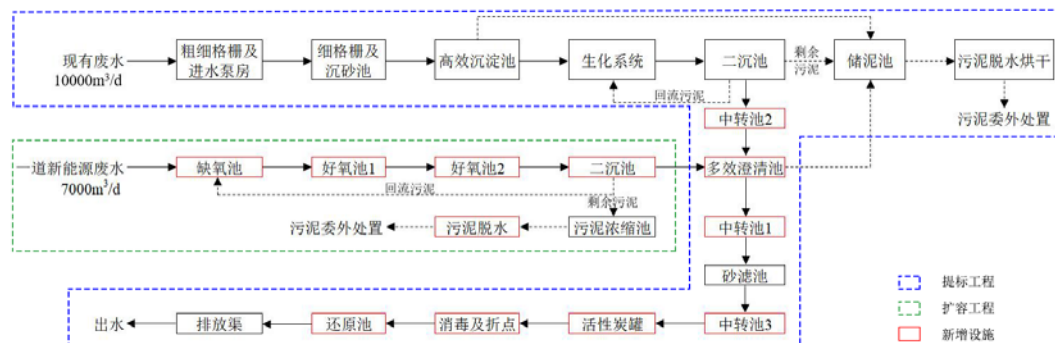 现有废水
10000m³/d
粗细格栅及
进水泵房
细格栅及
沉砂池
高效沉淀池
生化系统
二沉池
剩余
污泥
储泥池
污泥脱水烘干
回流污泥
污泥委外处置
中转池2
一道新能源废水
7000m³/d
缺氧池
好氧池1
好氧池2
二沉池
多效澄清池
回流污泥
剩余污泥
污泥委外处置
污泥脱水
污泥浓缩池
中转池1
砂滤池
出水
排放渠
还原池
消毒及折点
活性炭罐
中转池3
提标工程
扩容工程
新增设施